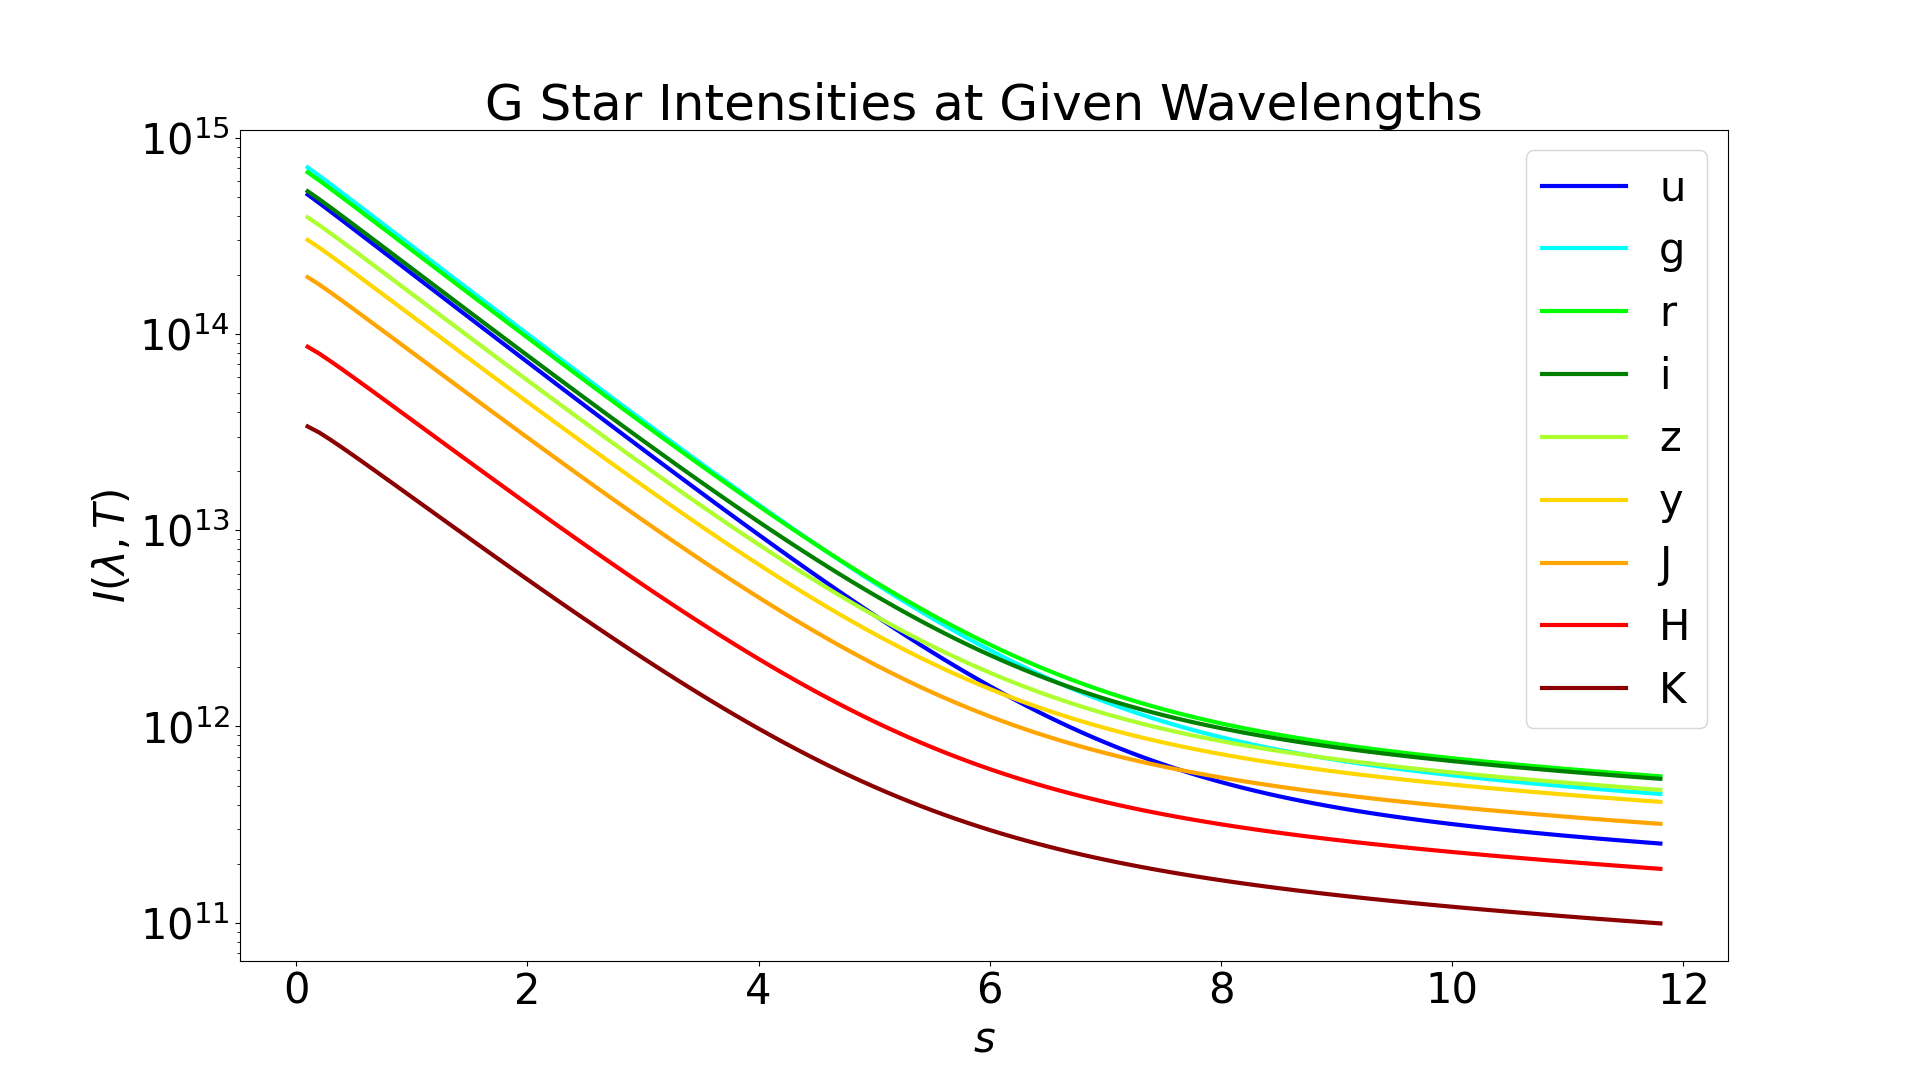 G Star Intensities at Given Wavelengths
10^15
10^14
10^13
10^12
10^11
I(λ, T)
0 2 4 6 8 10 12
s
u
g
r
i
z
y
J
H
K